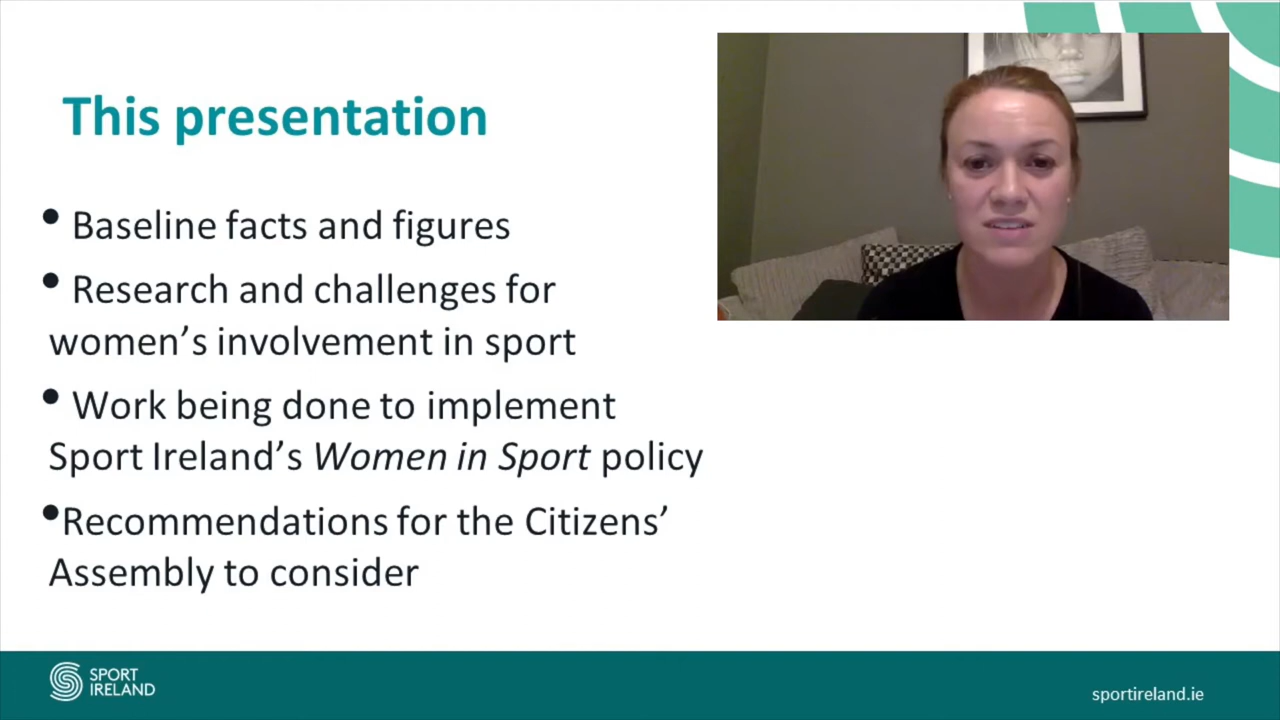 This presentation
• Baseline facts and figures
• Research and challenges for
women’s involvement in sport
• Work being done to implement
Sport Ireland’s Women in Sport policy
•Recommendations for the Citizens’
Assembly to consider
SPORT
IRELAND
sportireland.ie